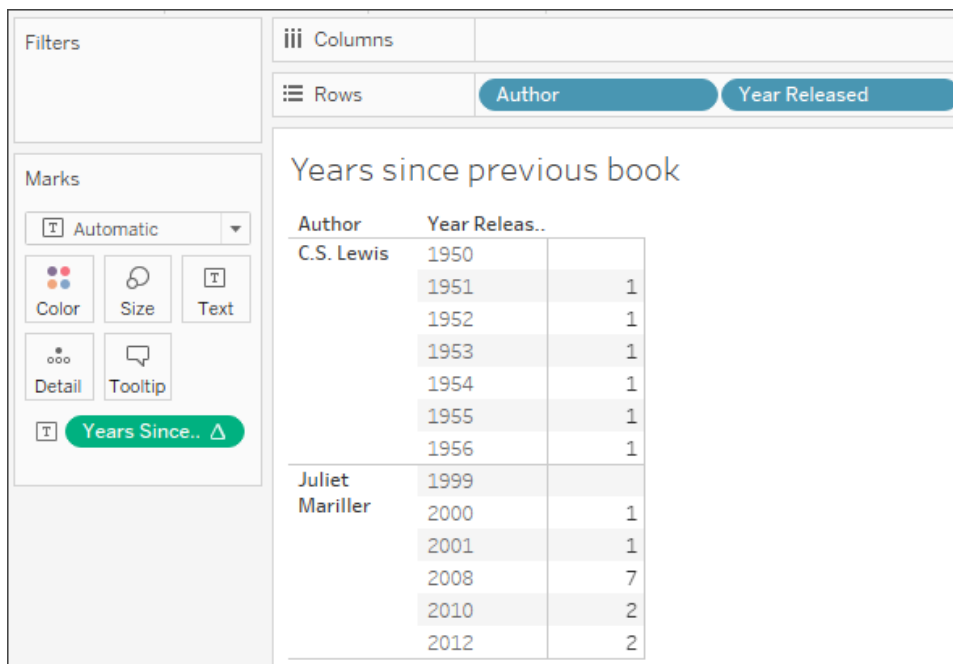 Filters
Columns
Rows Author Year Released
Marks
T Automatic
Color Size T Text
Detail Tooltip
T Years Since.. Δ
Years since previous book
Author Year Releas..
C.S. Lewis 1950
1951 1
1952 1
1953 1
1954 1
1955 1
1956 1
Juliet 1999
Mariller 2000 1
2001 1
2008 7
2010 2
2012 2